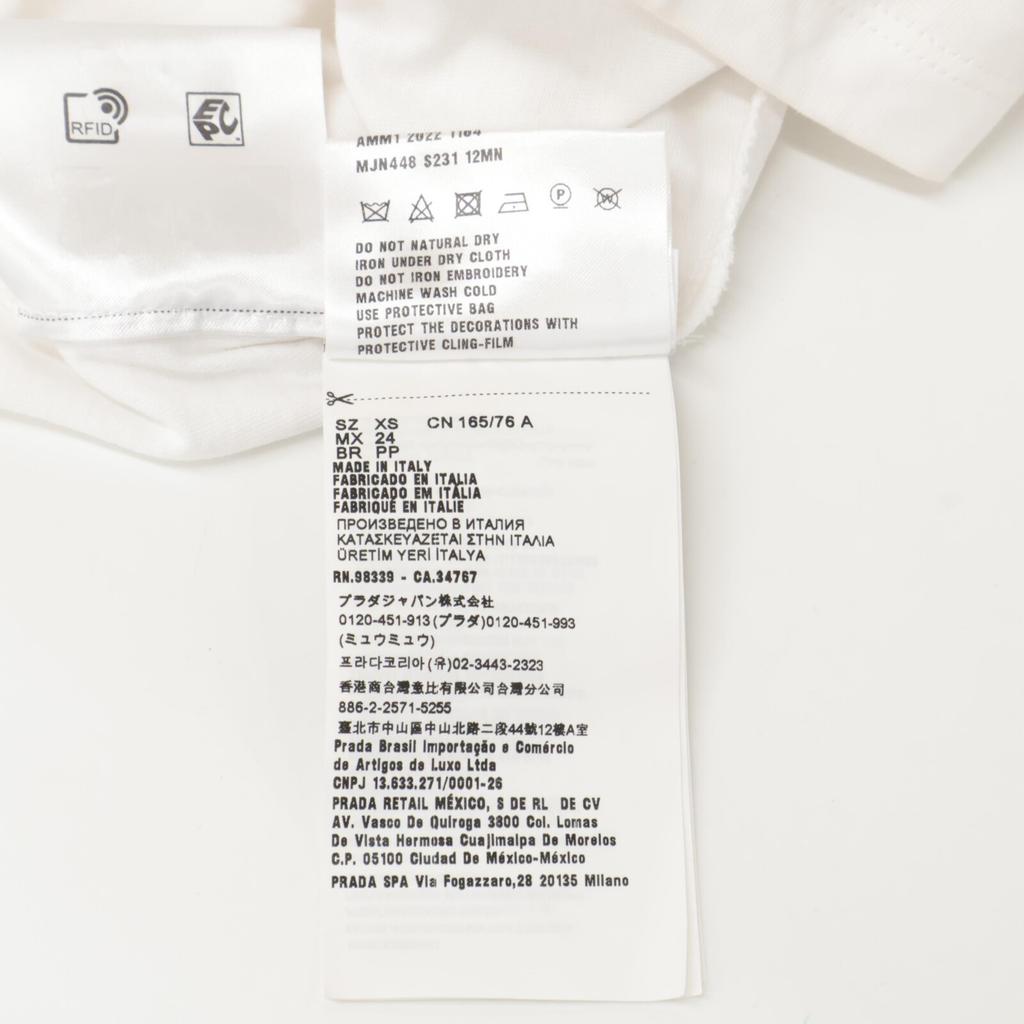 RFID
EPC
AMM1 2022 1184
MJN448 S231 12MN
P
W
DO NOT NATURAL DRY
IRON UNDER DRY CLOTH
DO NOT IRON EMBROIDERY
MACHINE WASH COLD
USE PROTECTIVE BAG
PROTECT THE DECORATIONS WITH
PROTECTIVE CLING-FILM
SZ XS CN 165/76 A
MX 24
BR PP
MADE IN ITALY
FABRICADO EN ITALIA
FABRICADO EM ITÁLIA
FABRIQUÉ EN ITALIE
ПРОИЗВЕДЕНО В ИТАЛИЯ
ΚΑΤΑΣΚΕΥΑΖΕΤΑΙ ΣΤΗΝ ΙΤΑΛΙΑ
ÜRETİM YERİ İTALYA
RN.98339 - CA.34767
プラダジャパン株式会社
0120-451-913(プラダ)0120-451-993
(ミュウミュウ)
프라다코리아(유)02-3443-2323
香港商台灣意比有限公司台灣分公司
886-2-2571-5255
臺北市中山區中山北路二段44號12樓A室
Prada Brasil Importação e Comércio
de Artigos de Luxo Ltda
CNPJ 13.633.271/0001-26
PRADA RETAIL MÉXICO, S DE RL DE CV
AV. Vasco De Quiroga 3800 Col. Lomas
De Vista Hermosa Cuajimalpa De Morelos
C.P. 05100 Ciudad De México-México
PRADA SPA Via Fogazzaro,28 20135 Milano